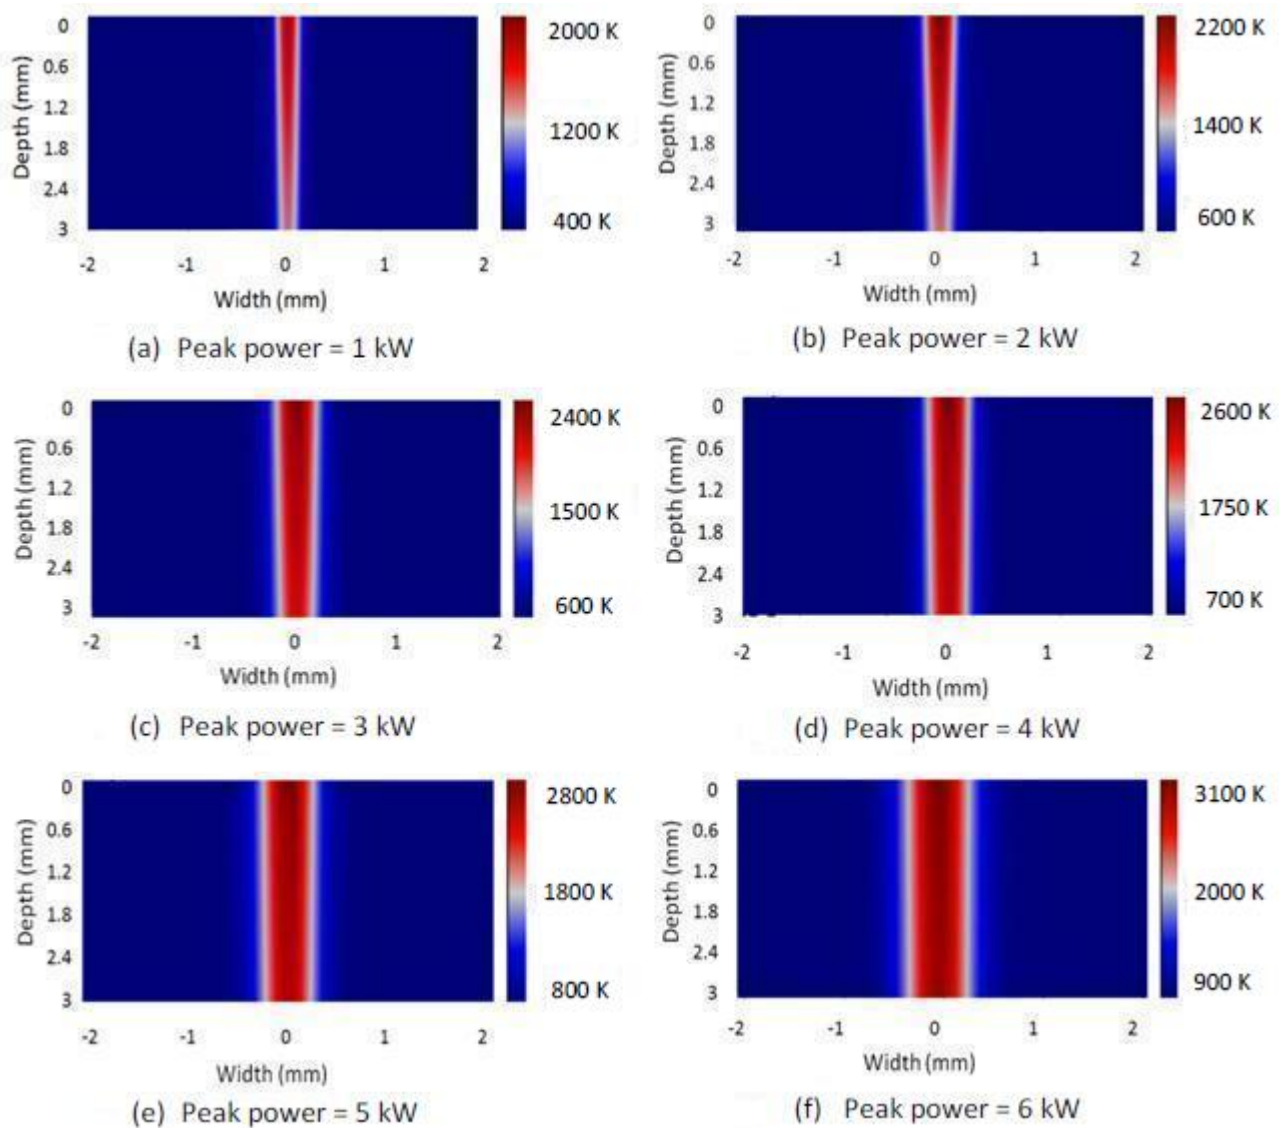 0
0.6
1.2
1.8
2.4
3
Depth (mm)
-2 -1 0 1 2
Width (mm)
2000 K
1200 K
400 K
(a) Peak power = 1 kW
0
0.6
1.2
1.8
2.4
3
Depth (mm)
-2 -1 0 1 2
Width (mm)
2200 K
1400 K
600 K
(b) Peak power = 2 kW
0
0.6
1.2
1.8
2.4
3
Depth (mm)
-2 -1 0 1 2
Width (mm)
2400 K
1500 K
600 K
(c) Peak power = 3 kW
0
0.6
1.2
1.8
2.4
3
Depth (mm)
-2 -1 0 1 2
Width (mm)
2600 K
1750 K
700 K
(d) Peak power = 4 kW
0
0.6
1.2
1.8
2.4
3
Depth (mm)
-2 -1 0 1 2
Width (mm)
2800 K
1800 K
800 K
(e) Peak power = 5 kW
0
0.6
1.2
1.8
2.4
3
Depth (mm)
-2 -1 0 1 2
Width (mm)
3100 K
2000 K
900 K
(f) Peak power = 6 kW